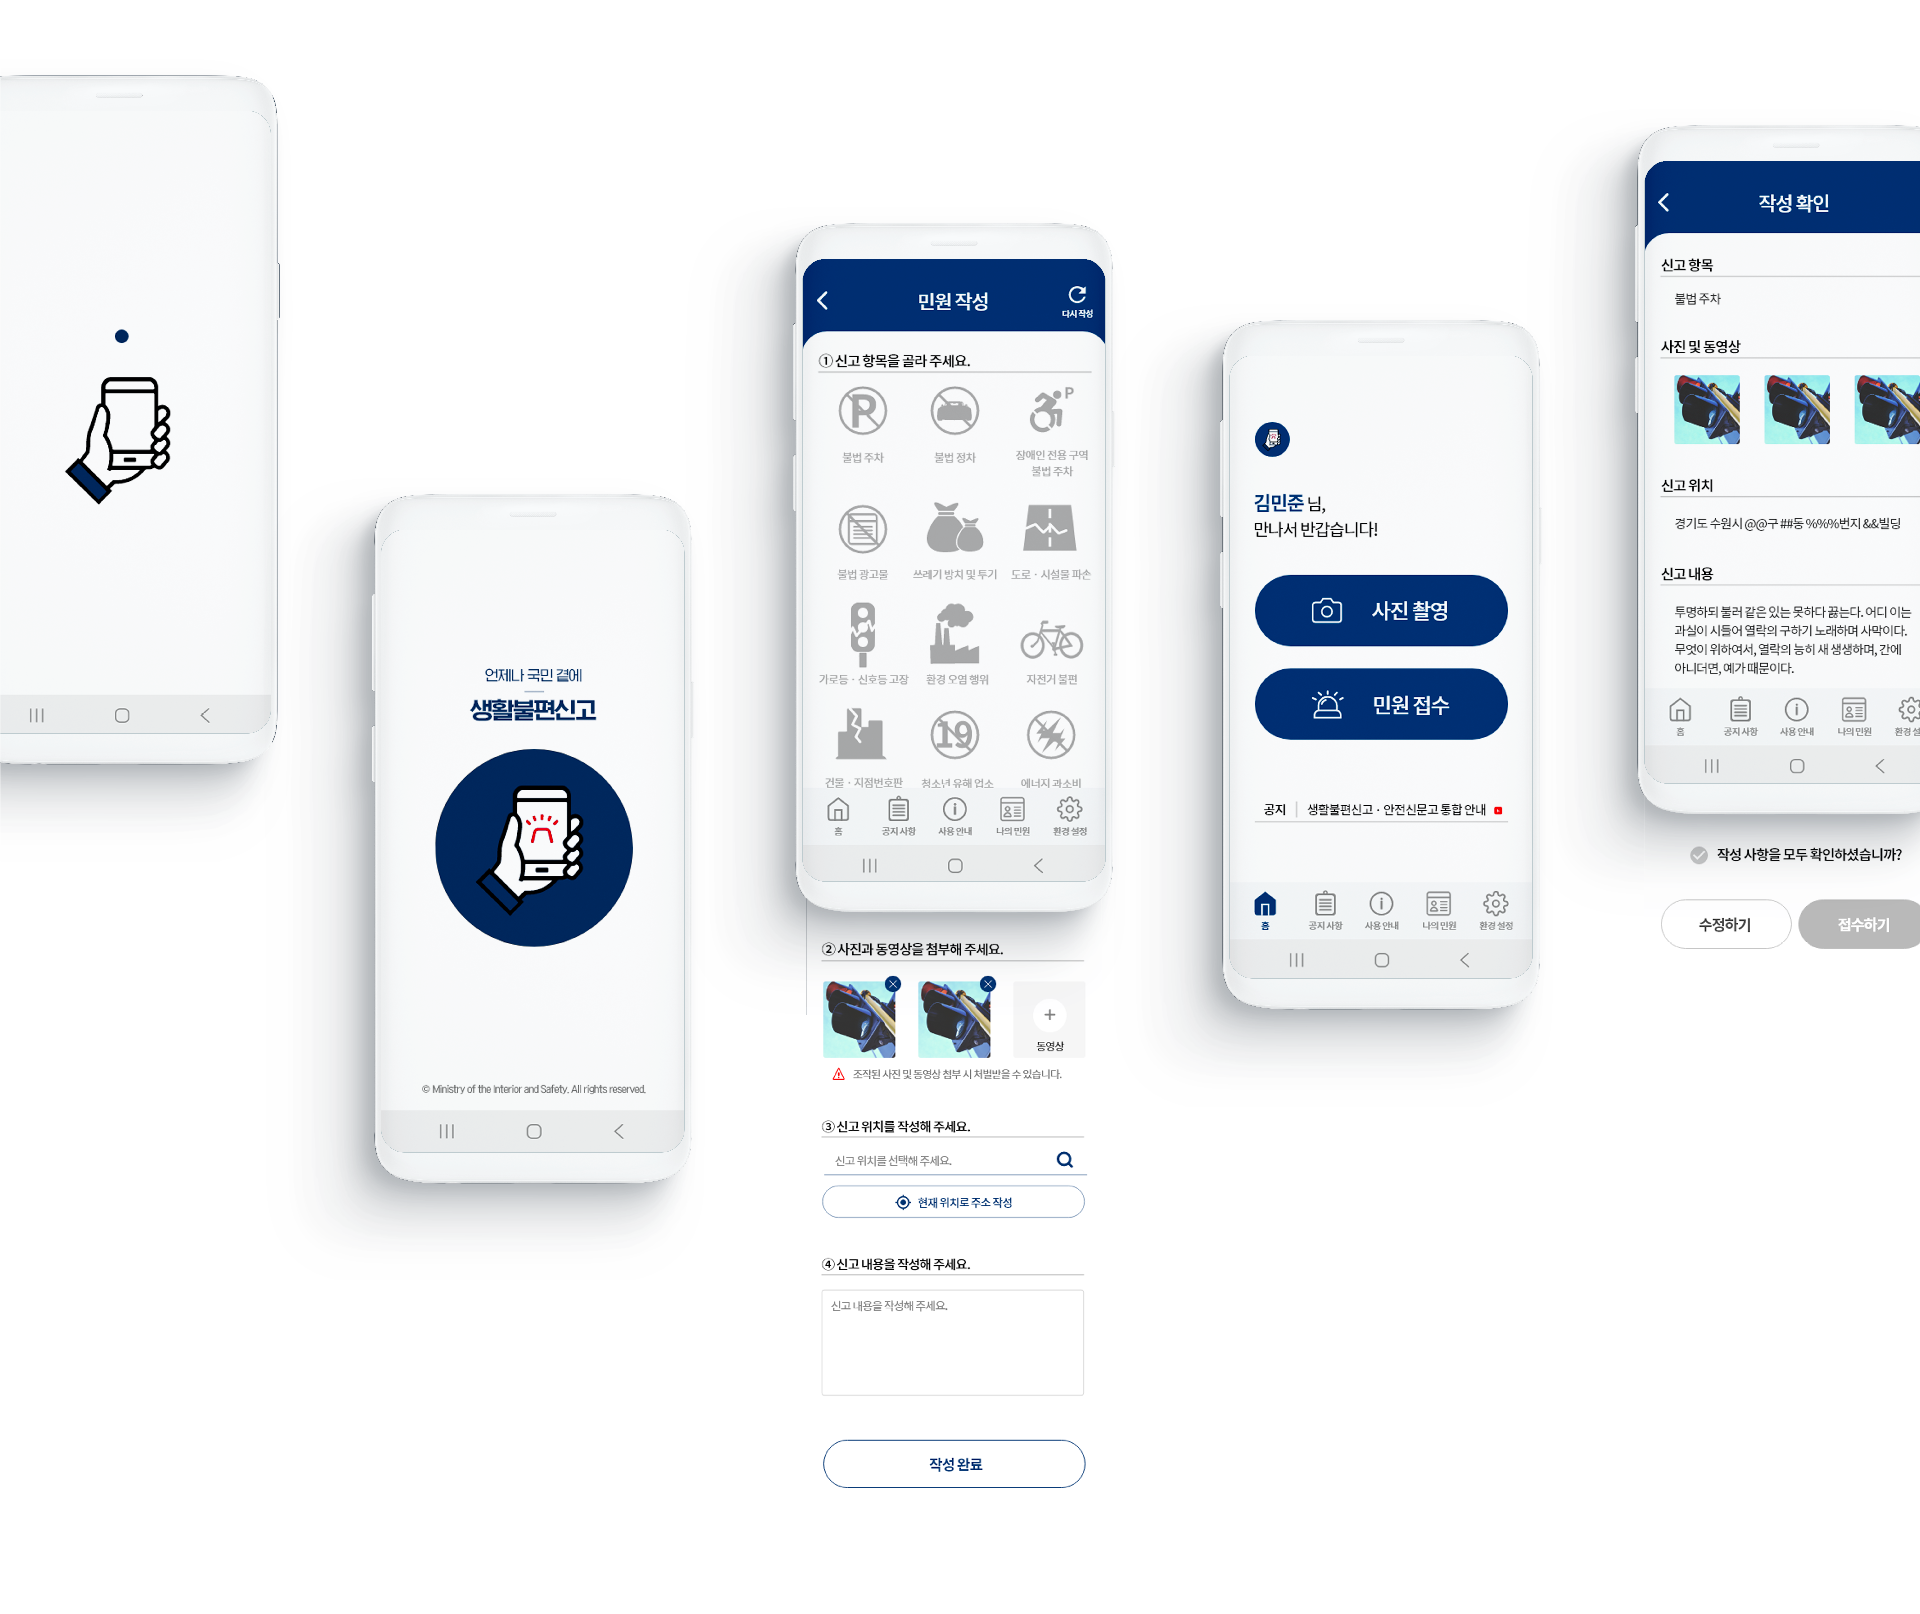 언제나 국민 곁에
생활불편신고
© Ministry of the Interior and Safety. All rights reserved.
민원 작성
다시 작성
① 신고 항목을 골라 주세요.
P
P
불법 주차
불법 정차
장애인 전용 구역
불법 주차
불법 광고물
쓰레기 방치 및 투기
도로 · 시설물 파손
가로등 · 신호등 고장
환경 오염 행위
자전거 불편
19
건물 · 지점번호판
청소년 유해 업소
에너지 과소비
홈
공지 사항
사용 안내
나의 민원
환경 설정
② 사진과 동영상을 첨부해 주세요.
동영상
조작된 사진 및 동영상 첨부 시 처벌받을 수 있습니다.
③ 신고 위치를 작성해 주세요.
신고 위치를 선택해 주세요.
현재 위치로 주소 작성
④ 신고 내용을 작성해 주세요.
신고 내용을 작성해 주세요.
작성 완료
김민준 님,
만나서 반갑습니다!
사진 촬영
민원 접수
공지
생활불편신고 · 안전신문고 통합 안내
홈
공지 사항
사용 안내
나의 민원
환경 설정
작성 확인
신고 항목
불법 주차
사진 및 동영상
신고 위치
경기도 수원시 @@구 ##동 %%%번지 &&빌딩
신고 내용
투명하되 불러 같은 있는 못하다 끓는다. 어디 이는
과실이 시들어 열락의 구하기 노래하며 사막이다.
무엇이 위하여서, 열락의 능히 새 생생하며, 간에
아니더면, 예가 때문이다.
홈
공지 사항
사용 안내
나의 민원
환경 설
작성 사항을 모두 확인하셨습니까?
수정하기
접수하기